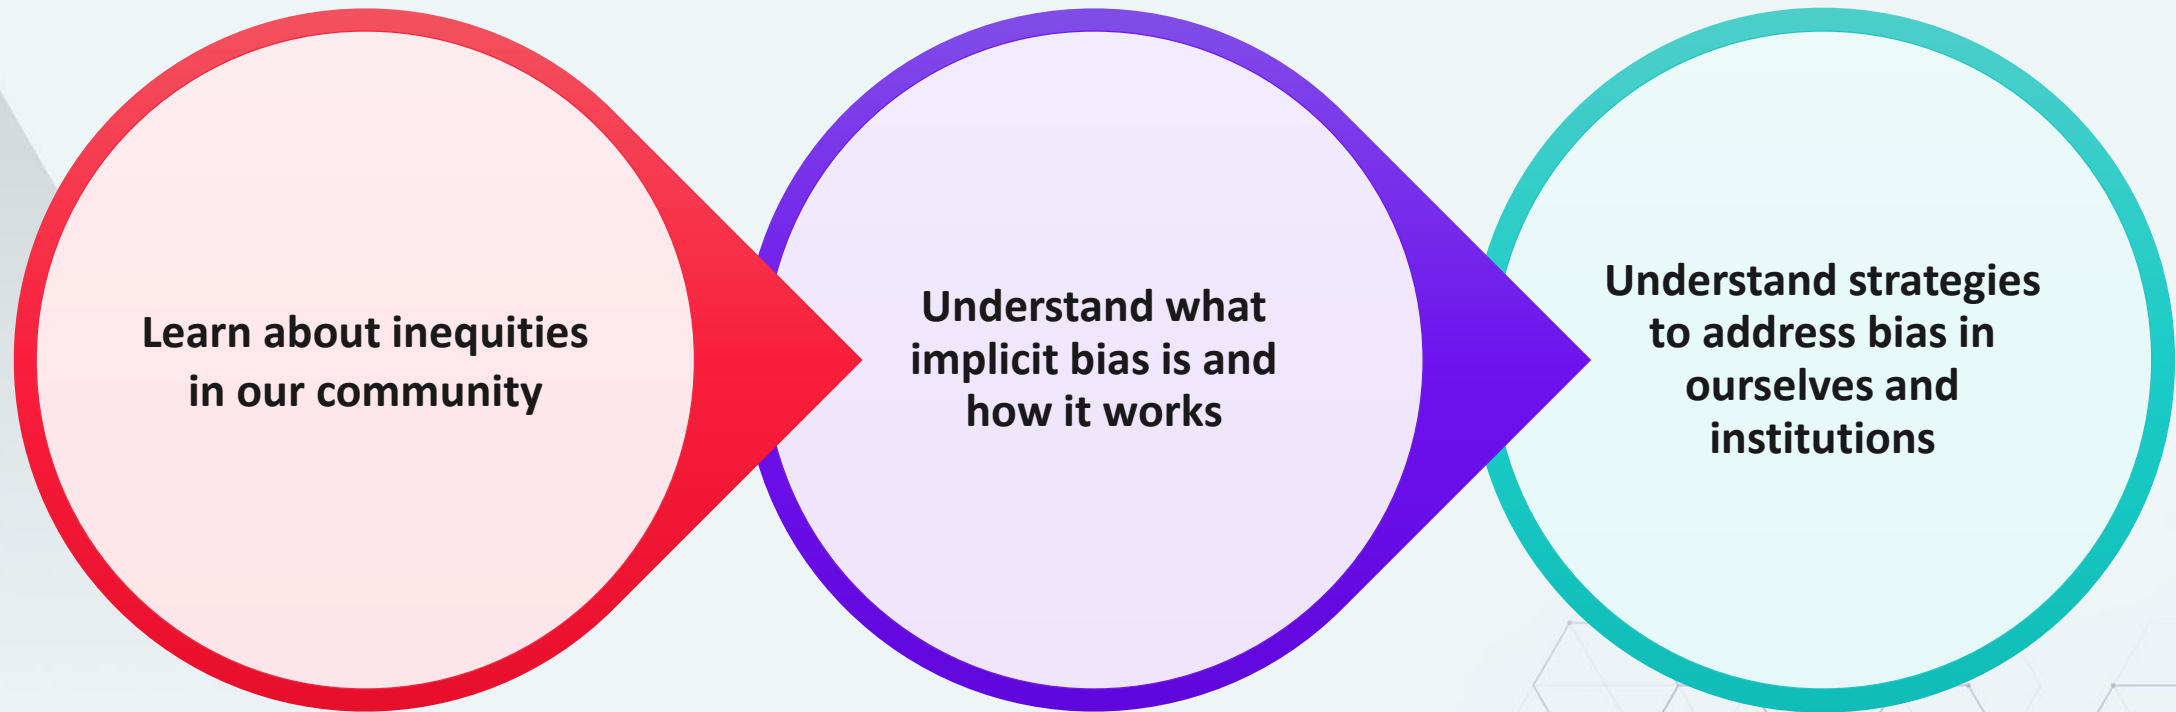 Learn about inequities
in our community
Understand what
implicit bias is and
how it works
Understand strategies
to address bias in
ourselves and
institutions